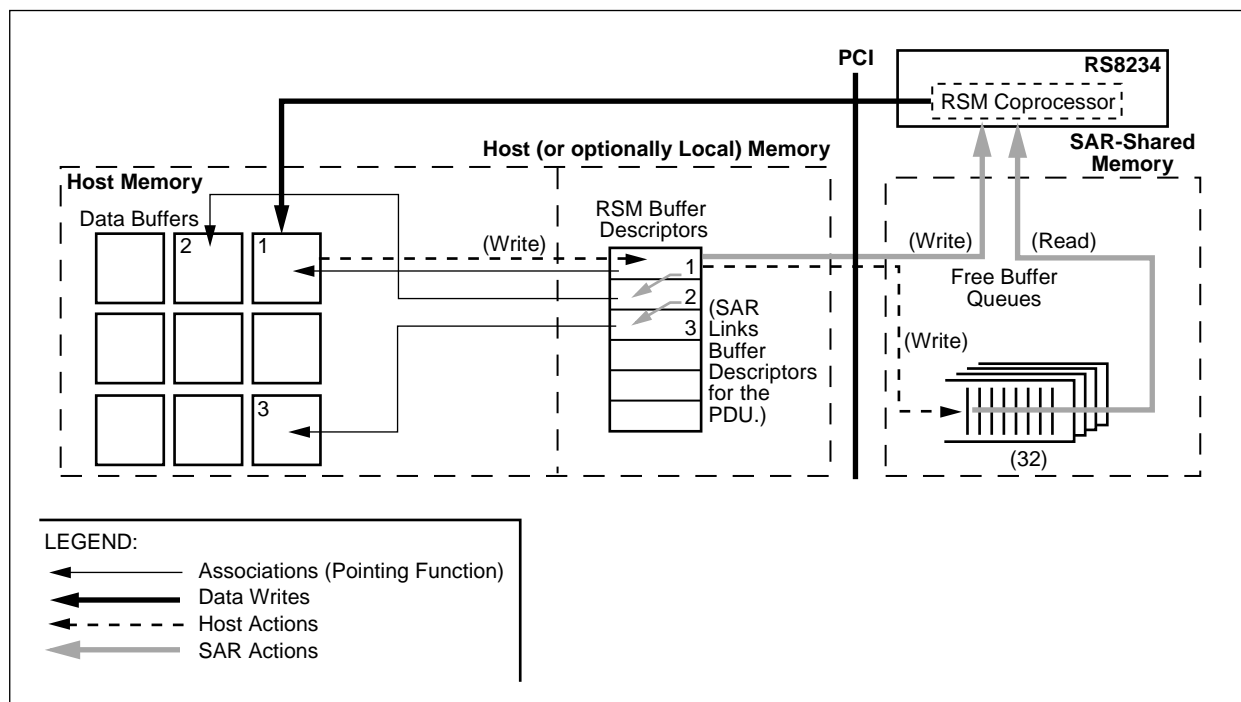 PCI
RS8234
RSM Coprocessor
SAR-Shared
Memory
Host (or optionally Local) Memory
Host Memory
Data Buffers
RSM Buffer
Descriptors
2
1
(Write)
1
2
3
(SAR
Links
Buffer
Descriptors
for the
PDU.)
(Write)
(Read)
Free Buffer
Queues
(Write)
3
(32)
LEGEND:
Associations (Pointing Function)
Data Writes
Host Actions
SAR Actions